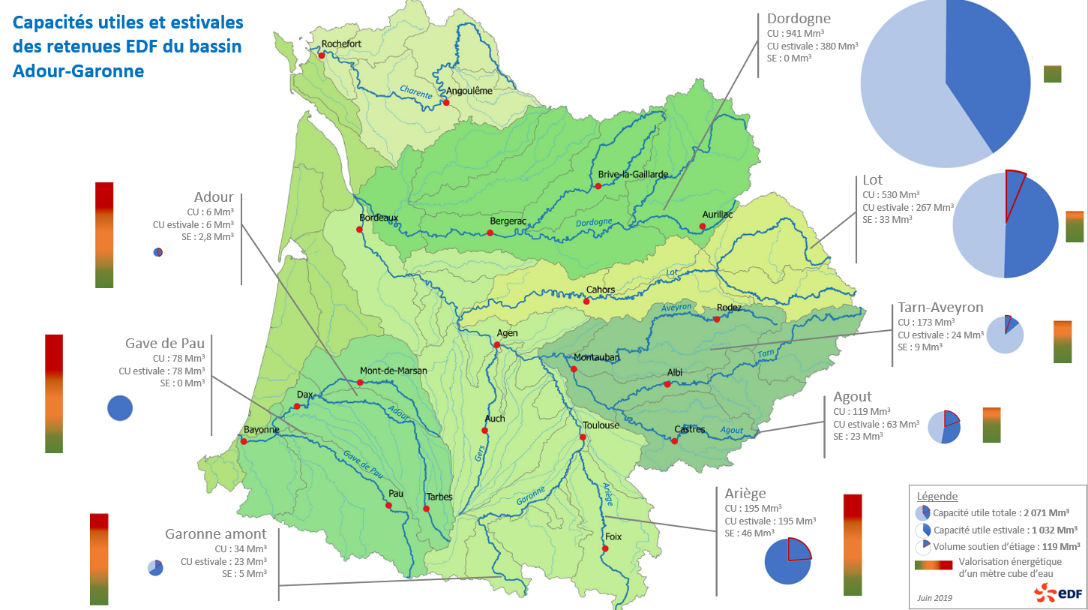 Capacités utiles et estivales
des retenues EDF du bassin
Adour-Garonne
Dordogne
CU : 941 Mm³
CU estivale : 380 Mm³
SE : 0 Mm³
Lot
CU : 530 Mm³
CU estivale : 267 Mm³
SE : 33 Mm³
Tarn-Aveyron
CU : 173 Mm³
CU estivale : 24 Mm³
SE : 9 Mm³
Agout
CU : 119 Mm³
CU estivale : 63 Mm³
SE : 23 Mm³
Ariège
CU : 195 Mm³
CU estivale : 195 Mm³
SE : 46 Mm³
Adour
CU : 6 Mm³
CU estivale : 6 Mm³
SE : 2,8 Mm³
Gave de Pau
CU : 78 Mm³
CU estivale : 78 Mm³
SE : 0 Mm³
Garonne amont
CU : 34 Mm³
CU estivale : 23 Mm³
SE : 5 Mm³
Rochefort
Charente
Angoulême
Brive-la-Gaillarde
Bordeaux
Bergerac
Dordogne
Aurillac
Lot
Cahors
Aveyron
Rodez
Agen
Montauban
Tarn
Albi
Mont-de-Marsan
Dax
Adour
Auch
Toulouse
Castres
Agout
Bayonne
Gers
Gave de Pau
Pau
Tarbes
Garonne
Ariège
Foix
Légende
Capacité utile totale : 2 071 Mm³
Capacité utile estivale : 1 032 Mm³
Volume soutien d'étiage : 119 Mm³
Valorisation énergétique
d'un mètre cube d'eau
Juin 2019
EDF